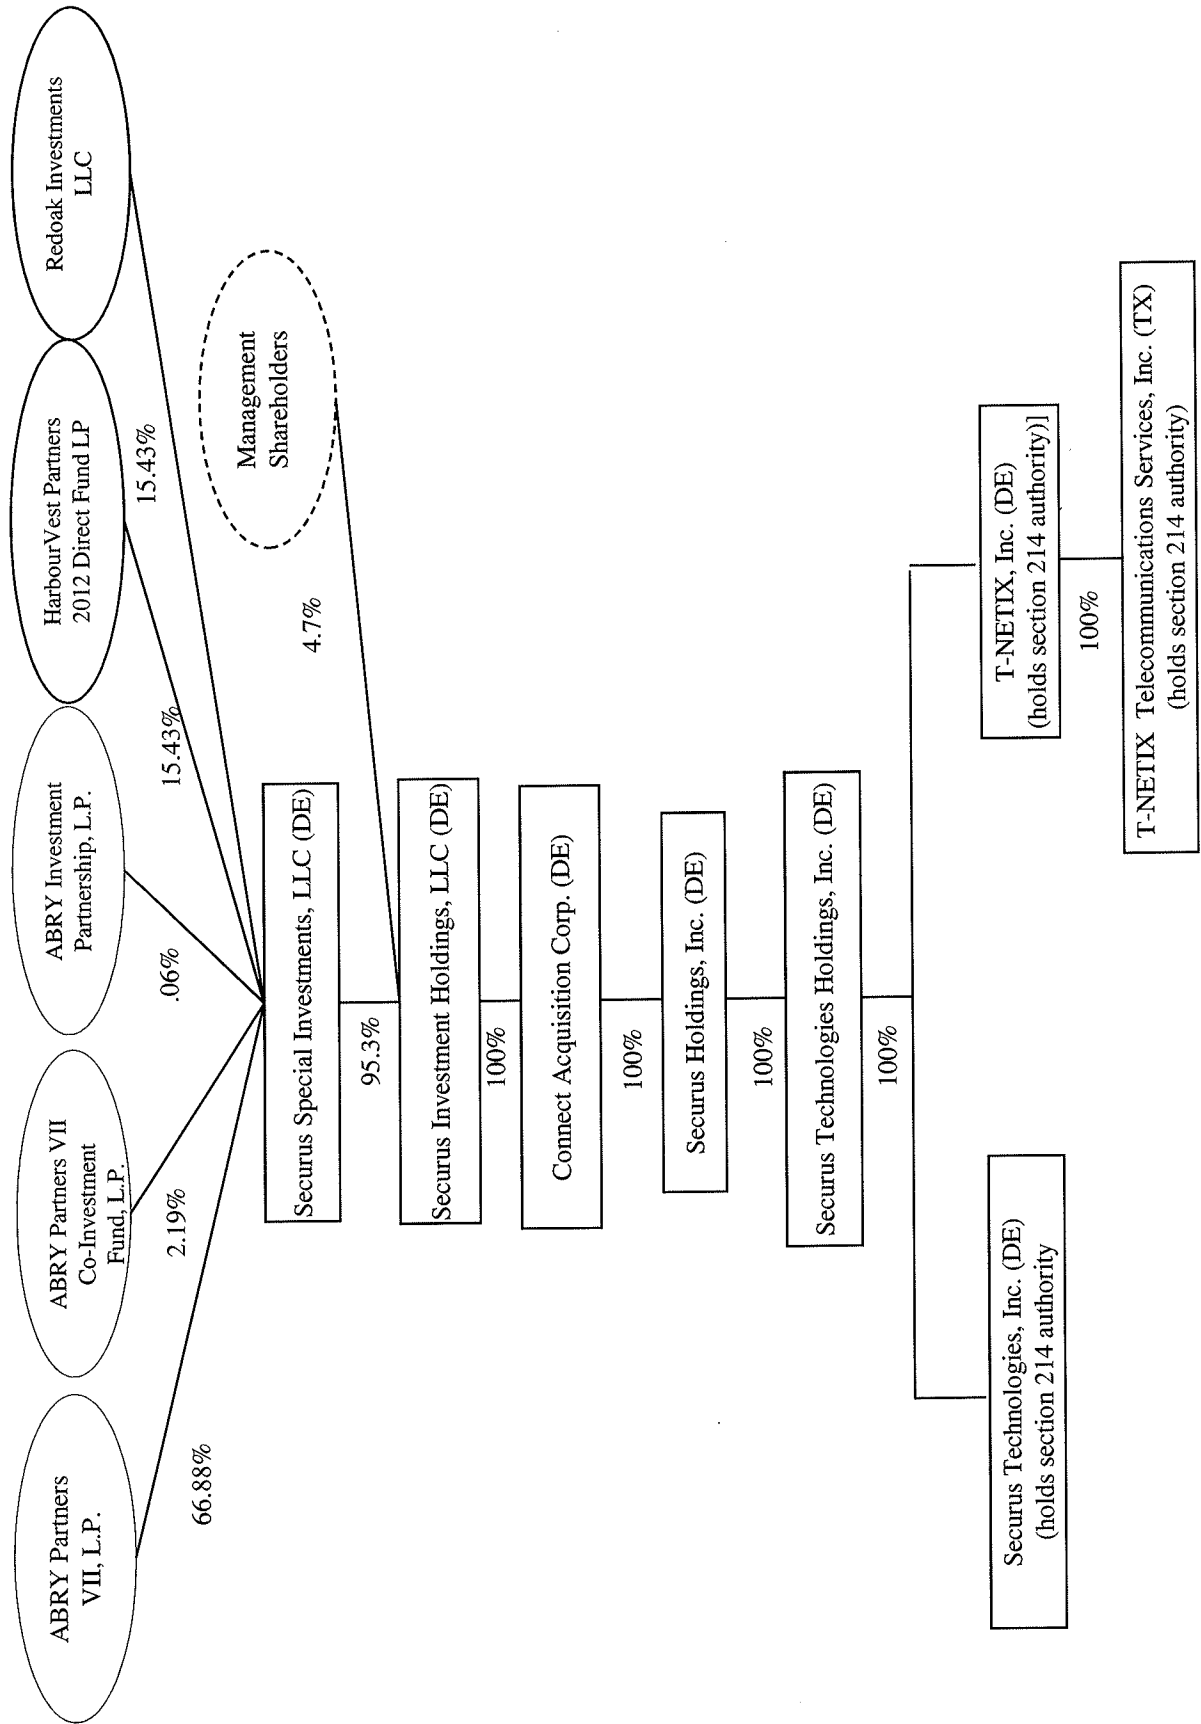 ABRY Partners
VII, L.P.
ABRY Partners VII
Co-Investment
Fund, L.P.
ABRY Investment
Partnership, L.P.
HarbourVest Partners
2012 Direct Fund LP
Redoak Investments
LLC
66.88%
2.19%
.06%
15.43%
15.43%
Management
Shareholders
4.7%
Securus Special Investments, LLC (DE)
95.3%
Securus Investment Holdings, LLC (DE)
100%
Connect Acquisition Corp. (DE)
100%
Securus Holdings, Inc. (DE)
100%
Securus Technologies Holdings, Inc. (DE)
100%
Securus Technologies, Inc. (DE)
(holds section 214 authority
T-NETIX, Inc. (DE)
(holds section 214 authority)]
100%
T-NETIX Telecommunications Services, Inc. (TX)
(holds section 214 authority)